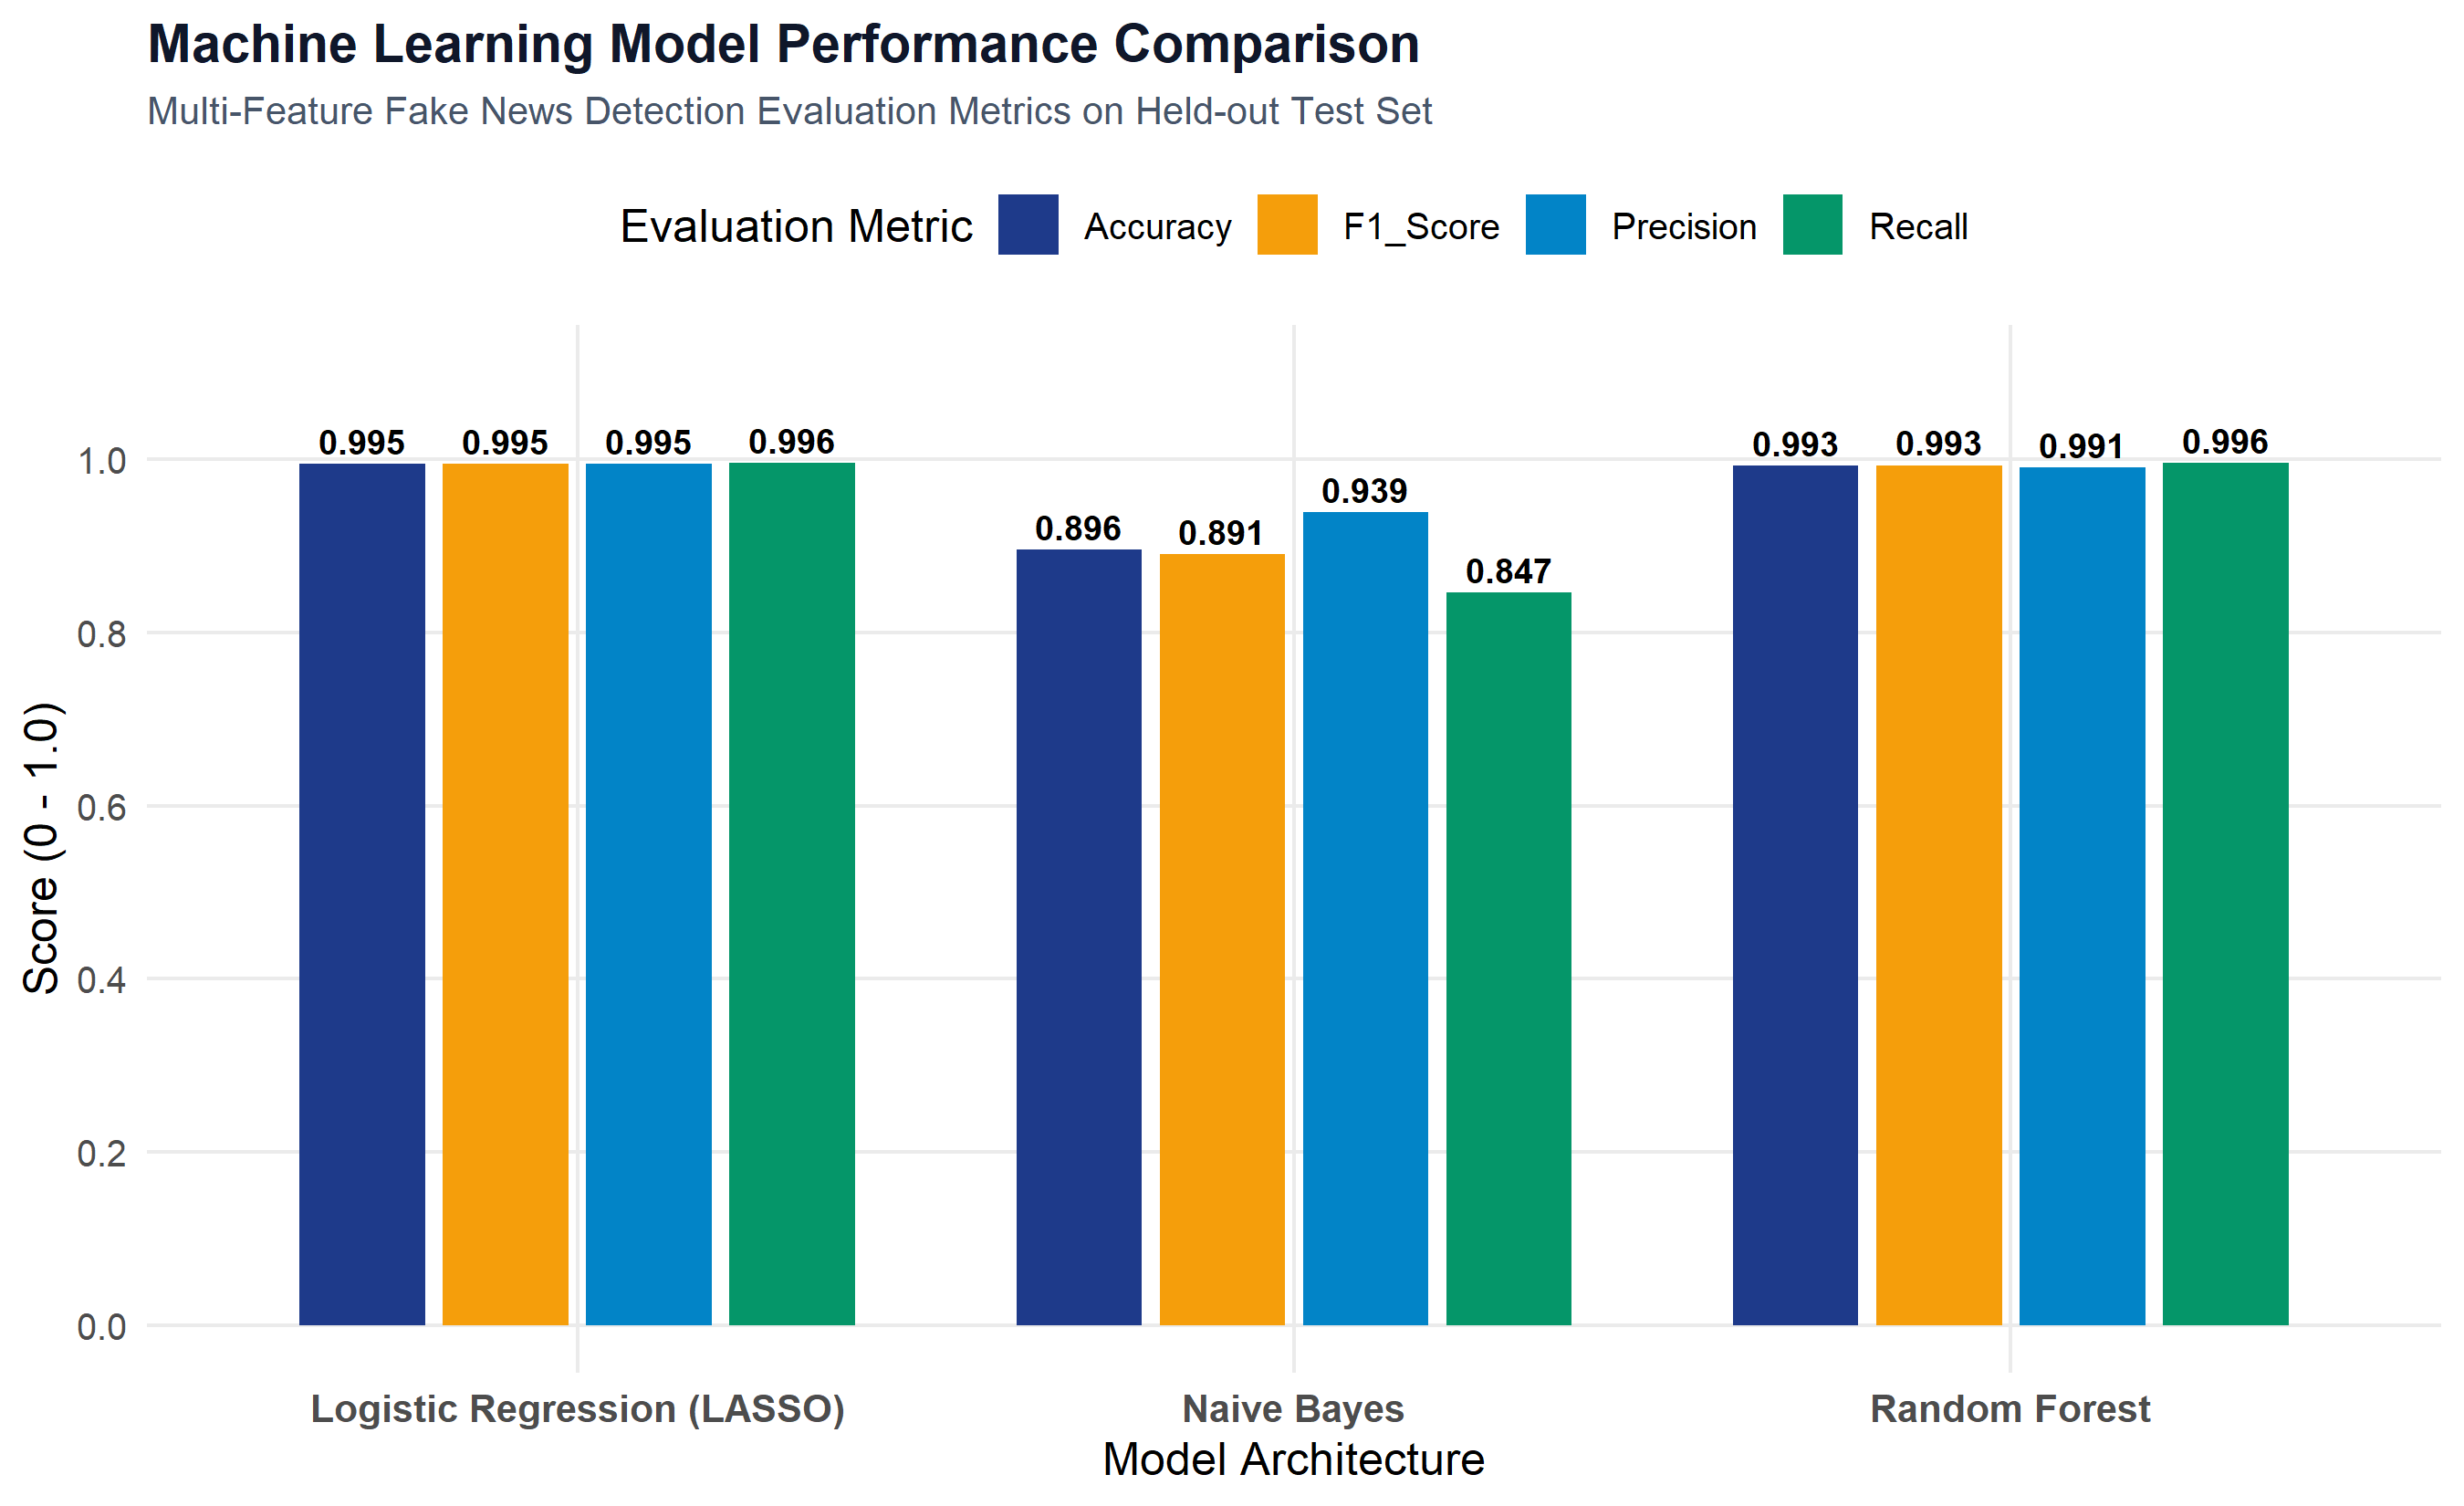 Machine Learning Model Performance Comparison
Multi-Feature Fake News Detection Evaluation Metrics on Held-out Test Set
Evaluation Metric Accuracy F1_Score Precision Recall
0.995 0.995 0.995 0.996 0.896 0.891 0.939 0.847 0.993 0.993 0.991 0.996
1.0
0.8
0.6
0.4
0.2
0.0
Score (0 - 1.0)
Logistic Regression (LASSO) Naive Bayes Random Forest
Model Architecture